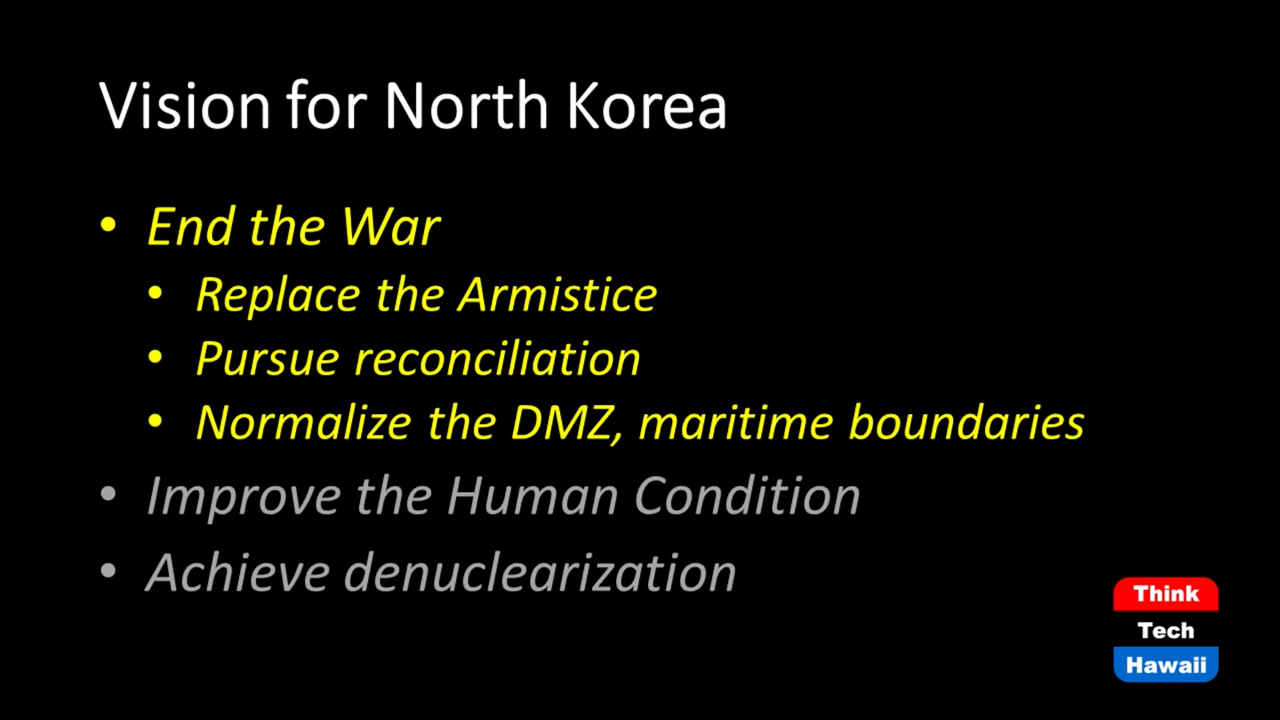 Vision for North Korea
• End the War
• Replace the Armistice
• Pursue reconciliation
• Normalize the DMZ, maritime boundaries
• Improve the Human Condition
• Achieve denuclearization
Think
Tech
Hawaii